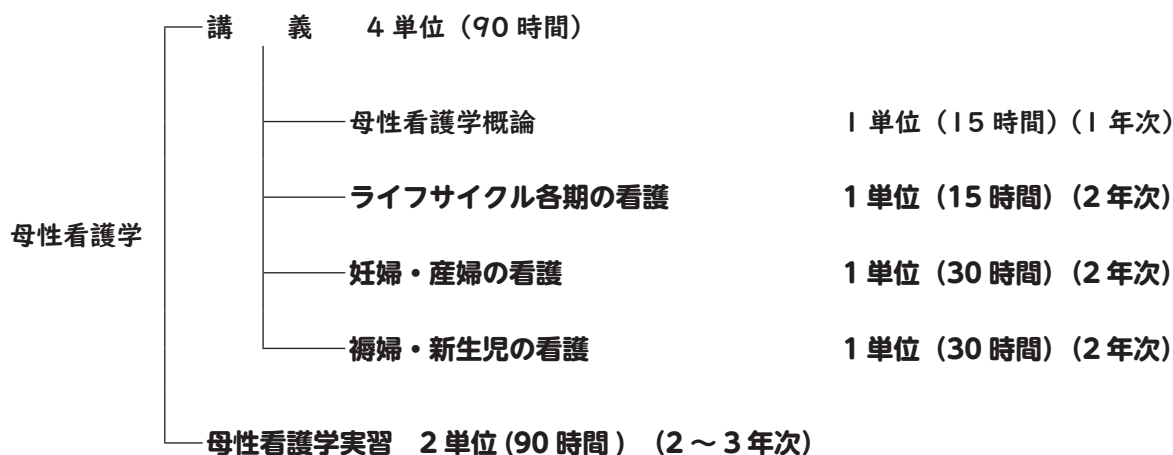 講　義　4単位（90時間）
母性看護学概論　1単位（15時間）（1年次）
ライフサイクル各期の看護　1単位（15時間）（2年次）
母性看護学
妊婦・産婦の看護　1単位（30時間）（2年次）
褥婦・新生児の看護　1単位（30時間）（2年次）
母性看護学実習　2単位(90時間)　（2～3年次）